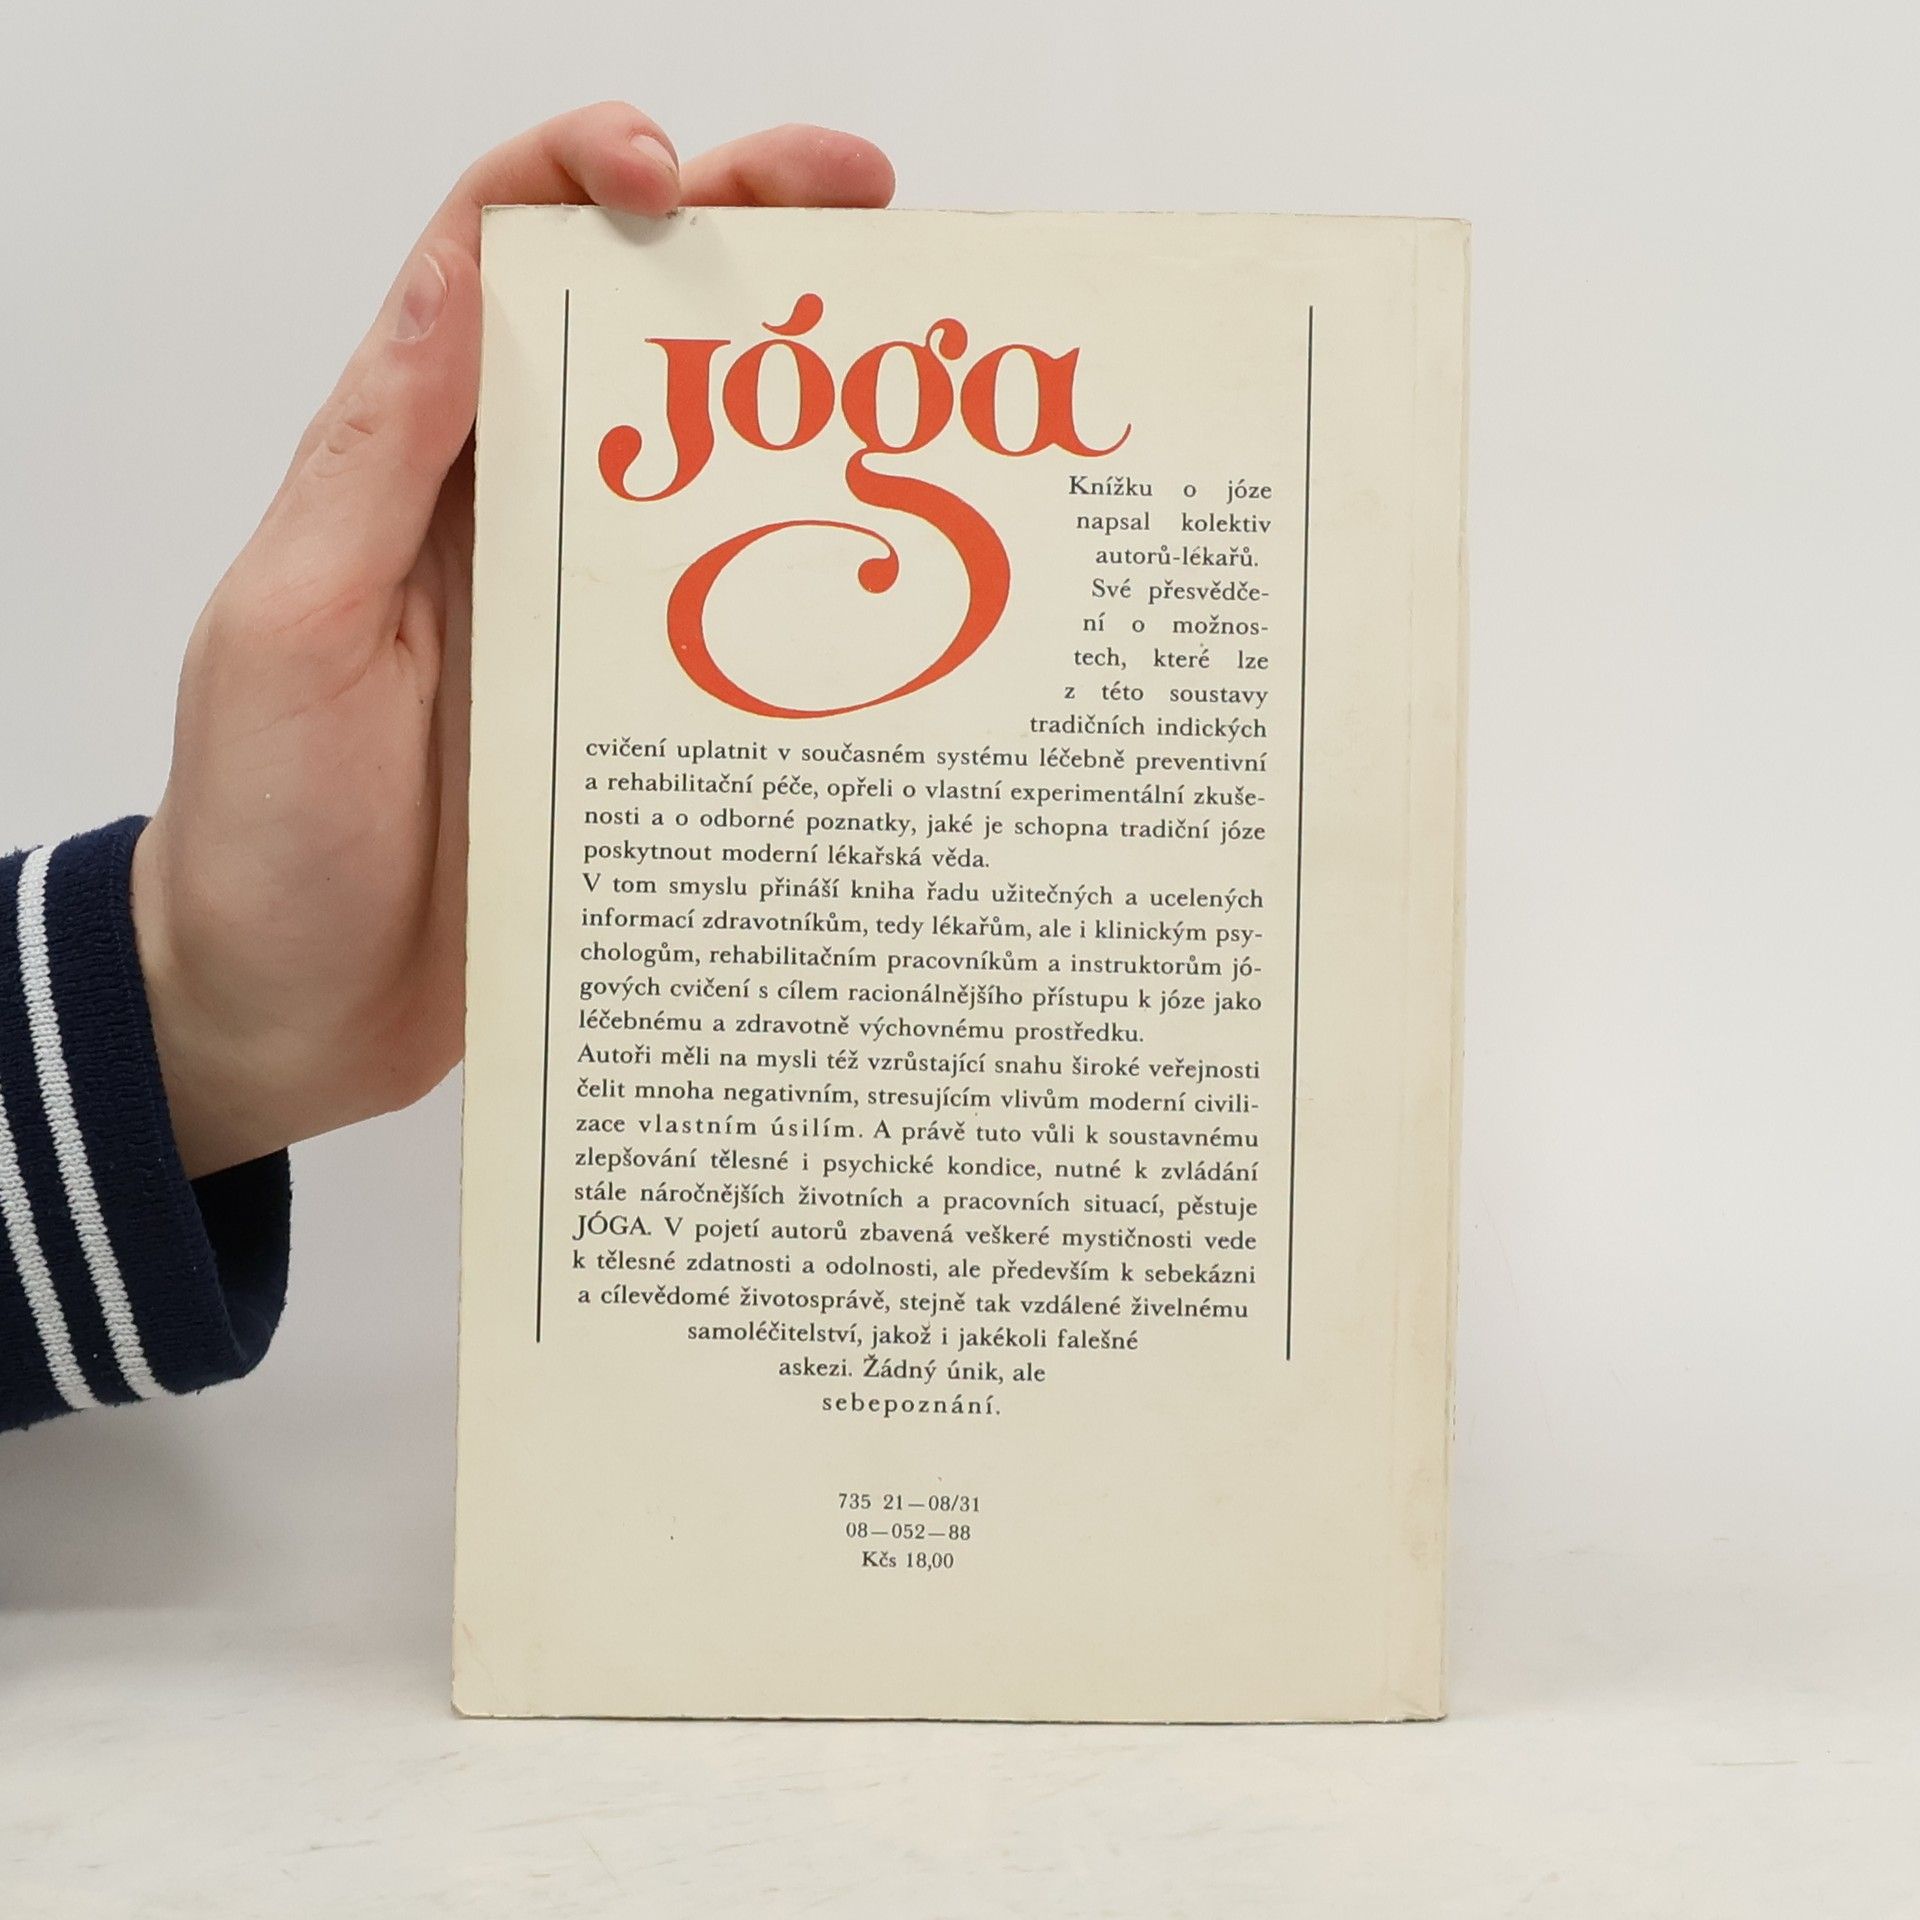 jóga
Knížku o józe
napsal kolektiv
autorů-lékařů.
Své přesvědče-
ní o možnos-
tech, které lze
z této soustavy
tradičních indických
cvičení uplatnit v současném systému léčebně preventivní
a rehabilitační péče, opřeli o vlastní experimentální zkuše-
nosti a o odborné poznatky, jaké je schopna tradiční józe
poskytnout moderní lékařská věda.
V tom smyslu přináší kniha řadu užitečných a ucelených
informací zdravotníkům, tedy lékařům, ale i klinickým psy-
chologům, rehabilitačním pracovníkům a instruktorům jó-
gových cvičení s cílem racionálnějšího přístupu k józe jako
léčebnému a zdravotně výchovnému prostředku.
Autoři měli na mysli též vzrůstající snahu široké veřejnosti
čelit mnoha negativním, stresujícím vlivům moderní civili-
zace vlastním úsilím. A právě tuto vůli k soustavnému
zlepšování tělesné i psychické kondice, nutné k zvládání
stále náročnějších životních a pracovních situací, pěstuje
JÓGA. V pojetí autorů zbavená veškeré mystičnosti vede
k tělesné zdatnosti a odolnosti, ale především k sebekázni
a cílevědomé životosprávě, stejně tak vzdálené živelnému
samoléčitelství, jakož i jakékoli falešné
askezi. Žádný únik, ale
sebepoznání.
735 21—08/31
08—052—88
Kčs 18,00